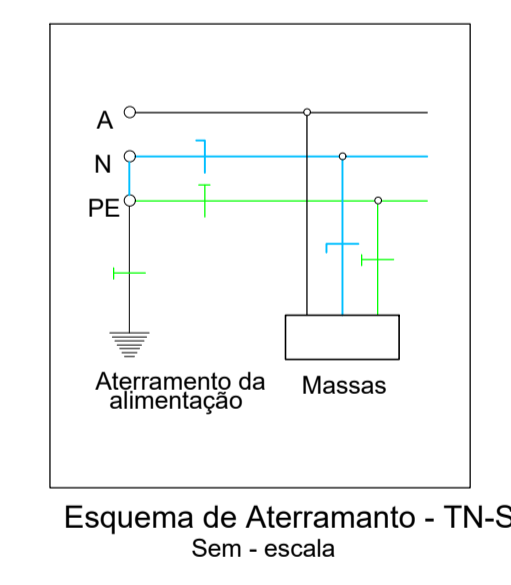 A
N
PE
Aterramento da
alimentação
Massas
Esquema de Aterramanto - TN-S
Sem - escala